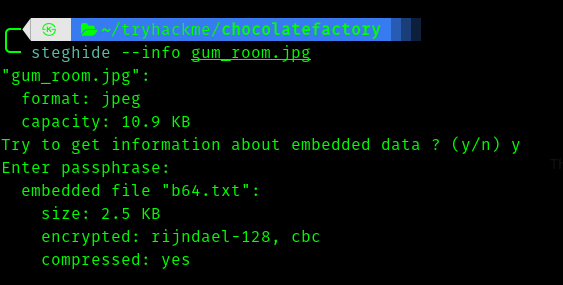 ~/tryhackme/chocolatefactory
steghide --info gum_room.jpg
"gum_room.jpg":
  format: jpeg
  capacity: 10.9 KB
Try to get information about embedded data ? (y/n) y
Enter passphrase:
  embedded file "b64.txt":
    size: 2.5 KB
    encrypted: rijndael-128, cbc
    compressed: yes